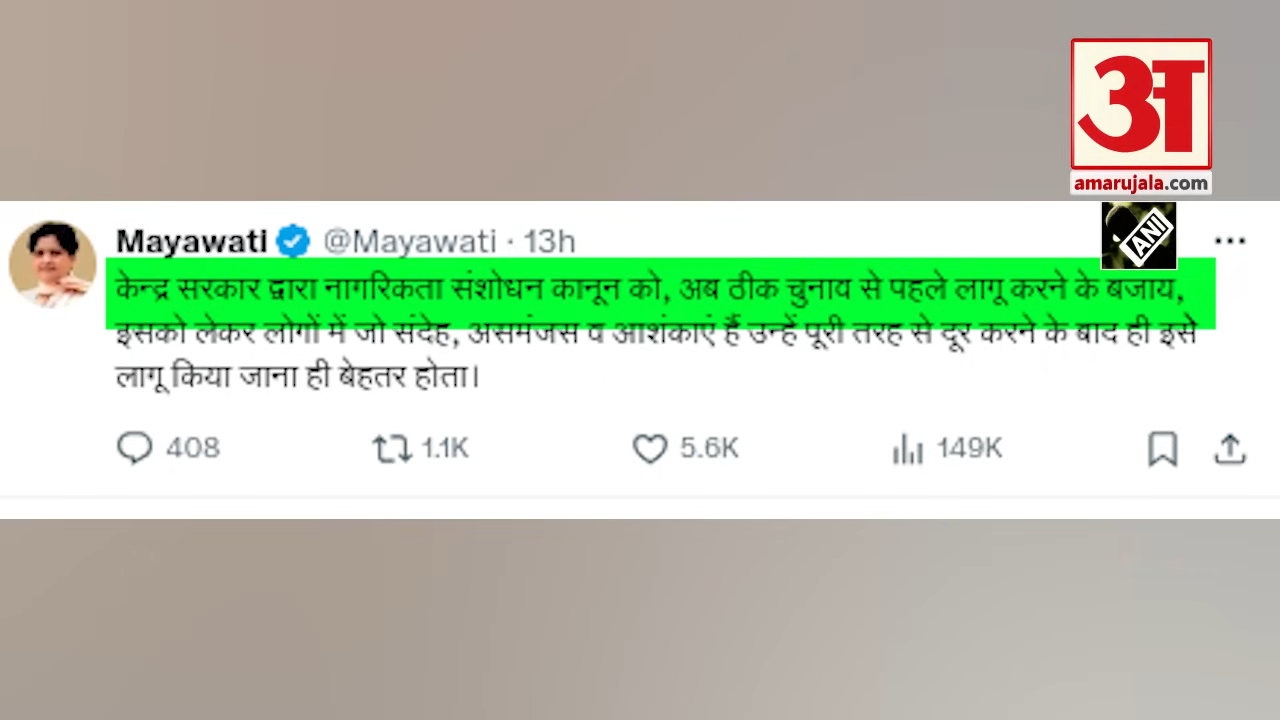 अ
amarujala.com
ANI
Mayawati @Mayawati · 13h
केन्द्र सरकार द्वारा नागरिकता संशोधन कानून को, अब ठीक चुनाव से पहले लागू करने के बजाय,
इसको लेकर लोगों में जो संदेह, असमंजस व आशंकाएं हैं उन्हें पूरी तरह से दूर करने के बाद ही इसे
लागू किया जाना ही बेहतर होता।
408 1.1K 5.6K 149K